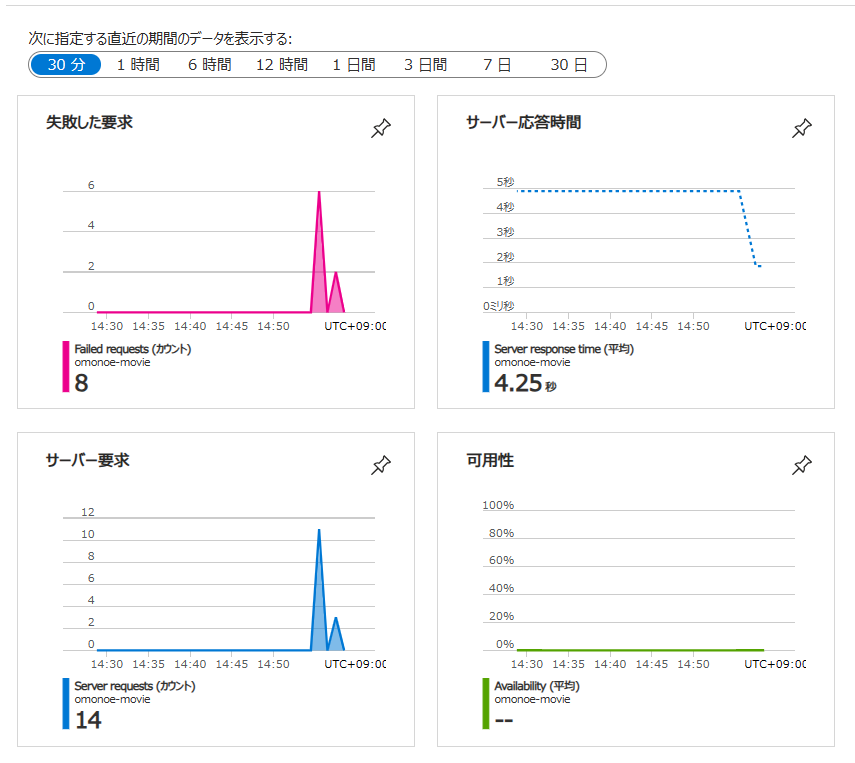 次に指定する直近の期間のデータを表示する:
30 分 1 時間 6 時間 12 時間 1 日間 3 日間 7 日 30 日
失敗した要求
6
4
2
0
14:30 14:35 14:40 14:45 14:50 UTC+09:00
Failed requests (カウント)
omonoe-movie
8
サーバー応答時間
5秒
4秒
3秒
2秒
1秒
0ミリ秒
14:30 14:35 14:40 14:45 14:50 UTC+09:00
Server response time (平均)
omonoe-movie
4.25 秒
サーバー要求
12
10
8
6
4
2
0
14:30 14:35 14:40 14:45 14:50 UTC+09:00
Server requests (カウント)
omonoe-movie
14
可用性
100%
80%
60%
40%
20%
0%
14:30 14:35 14:40 14:45 14:50 UTC+09:00
Availability (平均)
omonoe-movie
--